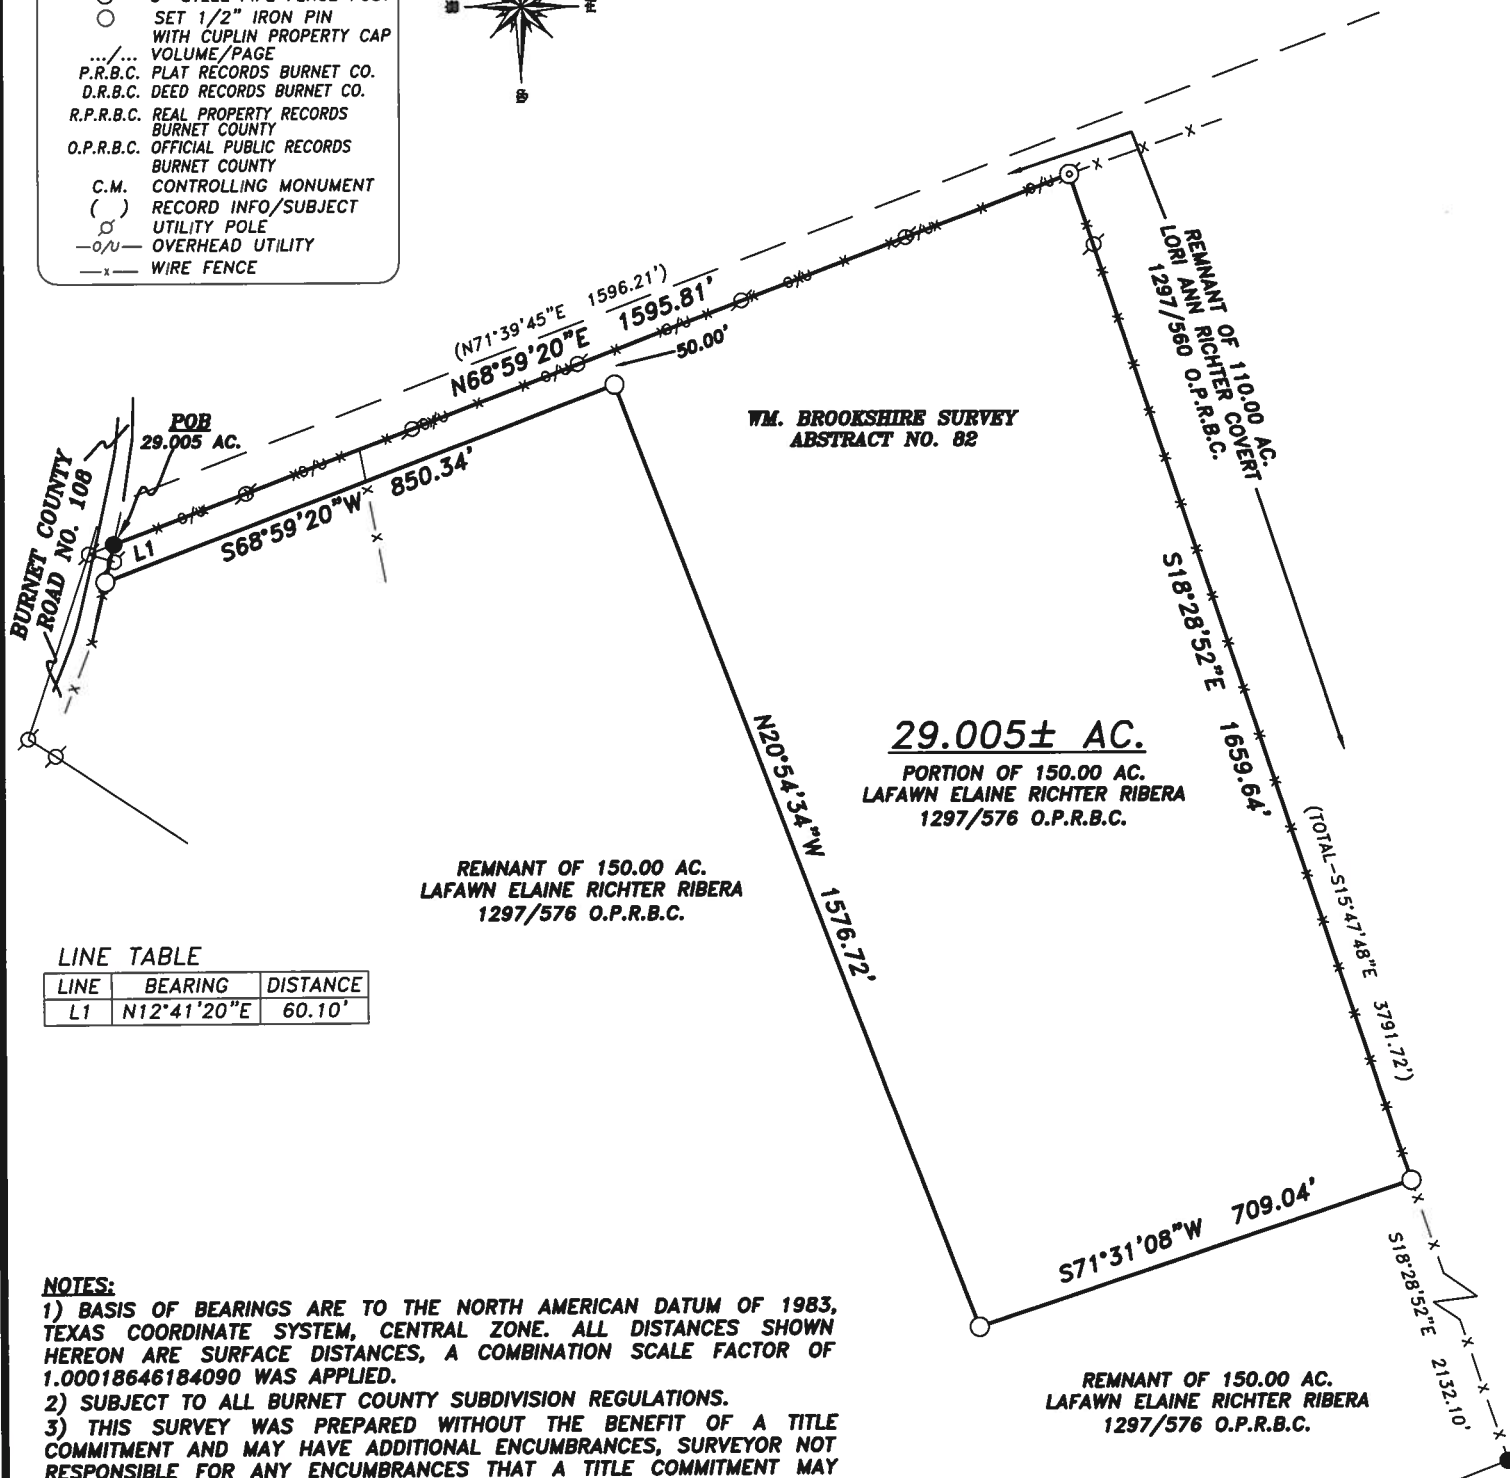 SET 1/2" IRON PIN
WITH CUPLIN PROPERTY CAP
.../... VOLUME/PAGE
P.R.B.C. PLAT RECORDS BURNET CO.
D.R.B.C. DEED RECORDS BURNET CO.
R.P.R.B.C. REAL PROPERTY RECORDS
BURNET COUNTY
O.P.R.B.C. OFFICIAL PUBLIC RECORDS
BURNET COUNTY
C.M. CONTROLLING MONUMENT
( ) RECORD INFO/SUBJECT
UTILITY POLE
—O/U— OVERHEAD UTILITY
—x— WIRE FENCE
S
E
(N71°39'45"E 1596.21')
N68°59'20"E 1595.81'
50.00'
POB
29.005 AC.
BURNET COUNTY
ROAD NO. 108
L1
S68°59'20"W 850.34'
WM. BROOKSHIRE SURVEY
ABSTRACT NO. 82
REMNANT OF 110.00 AC.
LORI ANN RICHTER COVERT
1297/560 O.P.R.B.C.
S18°28'52"E 1659.64'
(TOTAL-S15°47'48"E 3791.72')
N20°54'34"W 1576.72'
29.005± AC.
PORTION OF 150.00 AC.
LAFAWN ELAINE RICHTER RIBERA
1297/576 O.P.R.B.C.
REMNANT OF 150.00 AC.
LAFAWN ELAINE RICHTER RIBERA
1297/576 O.P.R.B.C.
LINE TABLE
LINE BEARING DISTANCE
L1 N12°41'20"E 60.10'
S71°31'08"W 709.04'
S18°28'52"E 2132.10'
REMNANT OF 150.00 AC.
LAFAWN ELAINE RICHTER RIBERA
1297/576 O.P.R.B.C.
NOTES:
1) BASIS OF BEARINGS ARE TO THE NORTH AMERICAN DATUM OF 1983,
TEXAS COORDINATE SYSTEM, CENTRAL ZONE. ALL DISTANCES SHOWN
HEREON ARE SURFACE DISTANCES, A COMBINATION SCALE FACTOR OF
1.00018646184090 WAS APPLIED.
2) SUBJECT TO ALL BURNET COUNTY SUBDIVISION REGULATIONS.
3) THIS SURVEY WAS PREPARED WITHOUT THE BENEFIT OF A TITLE
COMMITMENT AND MAY HAVE ADDITIONAL ENCUMBRANCES, SURVEYOR NOT
RESPONSIBLE FOR ANY ENCUMBRANCES THAT A TITLE COMMITMENT MAY